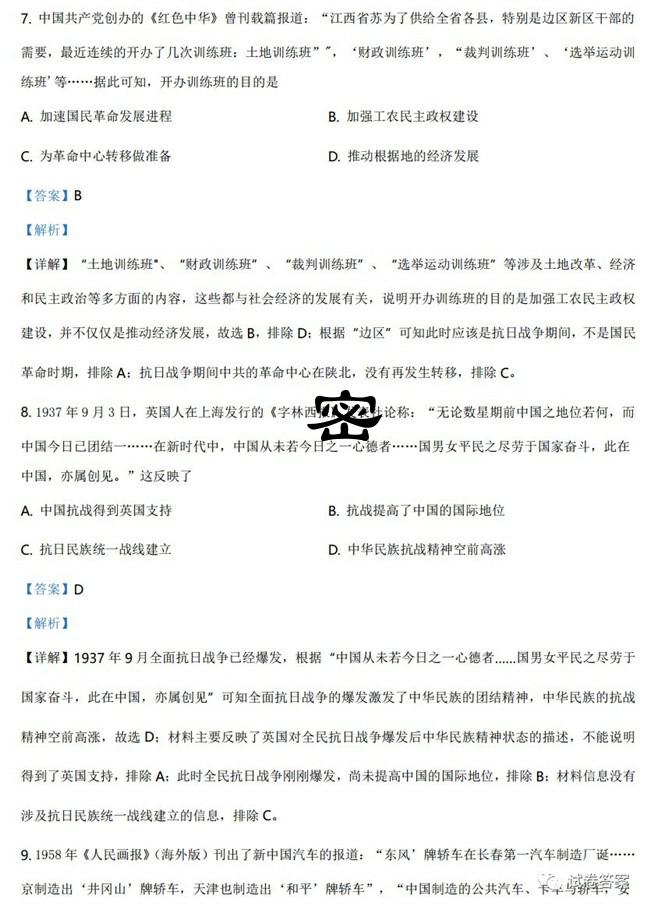 7. 中国共产党创办的《红色中华》曾刊载篇报道：“江西省苏为了供给全省各县，特别是边区新区干部的
需要，最近连续的开办了几次训练班：土地训练班”"，‘财政训练班’，“裁判训练班’、‘选举运动训
练班’等……据此可知，开办训练班的目的是
A. 加速国民革命发展进程
B. 加强工农民主政权建设
C. 为革命中心转移做准备
D. 推动根据地的经济发展
【答案】B
【解析】
【详解】“土地训练班"、“财政训练班”、“裁判训练班”、“选举运动训练班”等涉及土地改革、经济
和民主政治等多方面的内容，这些都与社会经济的发展有关，说明开办训练班的目的是加强工农民主政权
建设，并不仅仅是推动经济发展，故选 B，排除 D；根据“边区”可知此时应该是抗日战争期间，不是国民
革命时期，排除 A；抗日战争期间中共的革命中心在陕北，没有再发生转移，排除 C。
密
8. 1937 年 9 月 3 日，英国人在上海发行的《字林西报》发表社论称：“无论数星期前中国之地位若何，而
中国今日已团结一……在新时代中，中国从未若今日之一心德者……国男女平民之尽劳于国家奋斗，此在
中国，亦属创见。”这反映了
A. 中国抗战得到英国支持
B. 抗战提高了中国的国际地位
C. 抗日民族统一战线建立
D. 中华民族抗战精神空前高涨
【答案】D
【解析】
【详解】1937 年 9 月全面抗日战争已经爆发，根据“中国从未若今日之一心德者......国男女平民之尽劳于
国家奋斗，此在中国，亦属创见”可知全面抗日战争的爆发激发了中华民族的团结精神，中华民族的抗战
精神空前高涨，故选 D；材料主要反映了英国对全民抗日战争爆发后中华民族精神状态的描述，不能说明
得到了英国支持，排除 A；此时全民抗日战争刚刚爆发，尚未提高中国的国际地位，排除 B；材料信息没有
涉及抗日民族统一战线建立的信息，排除 C。
9. 1958 年《人民画报》（海外版）刊出了新中国汽车的报道：“东风’牌轿车在长春第一汽车制造厂诞……
京制造出‘井冈山’牌轿车，天津也制造出‘和平’牌轿车”，“中国制造的公共汽车、卡车与轿车，安
试卷答案